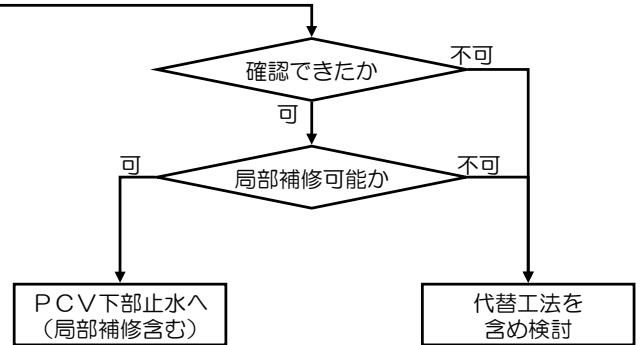 確認できたか
不可
可
可
局部補修可能か
不可
ＰＣＶ下部止水へ
（局部補修含む）
代替工法を
含め検討